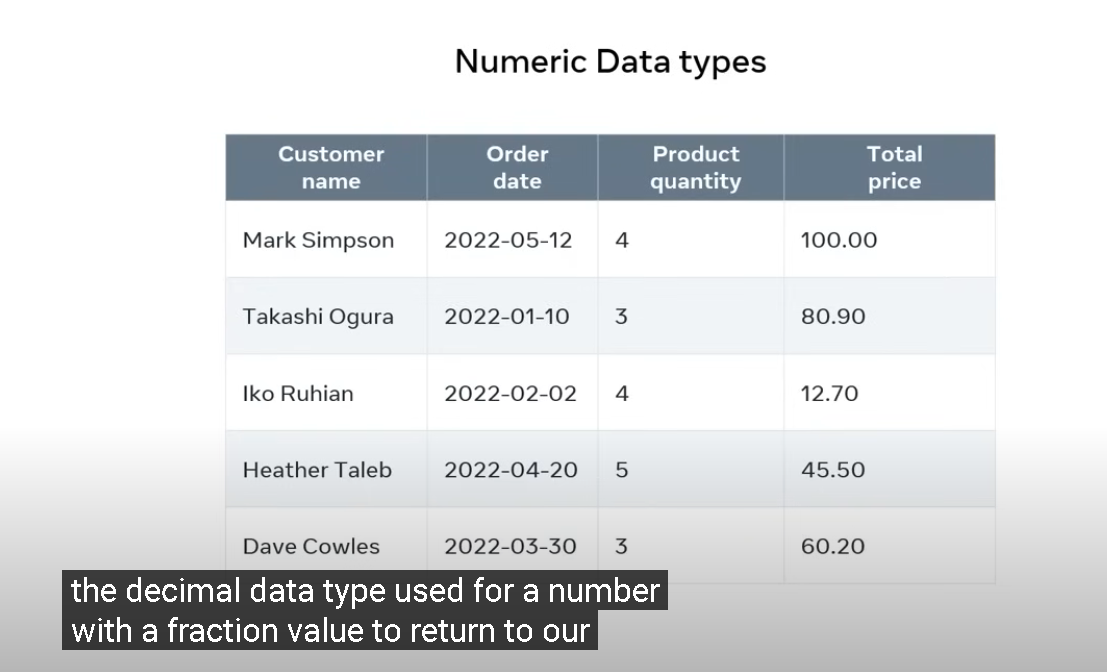 Numeric Data types
Customer name Order date Product quantity Total price
Mark Simpson 2022-05-12 4 100.00
Takashi Ogura 2022-01-10 3 80.90
Iko Ruhian 2022-02-02 4 12.70
Heather Taleb 2022-04-20 5 45.50
Dave Cowles 2022-03-30 3 60.20
the decimal data type used for a number
with a fraction value to return to our